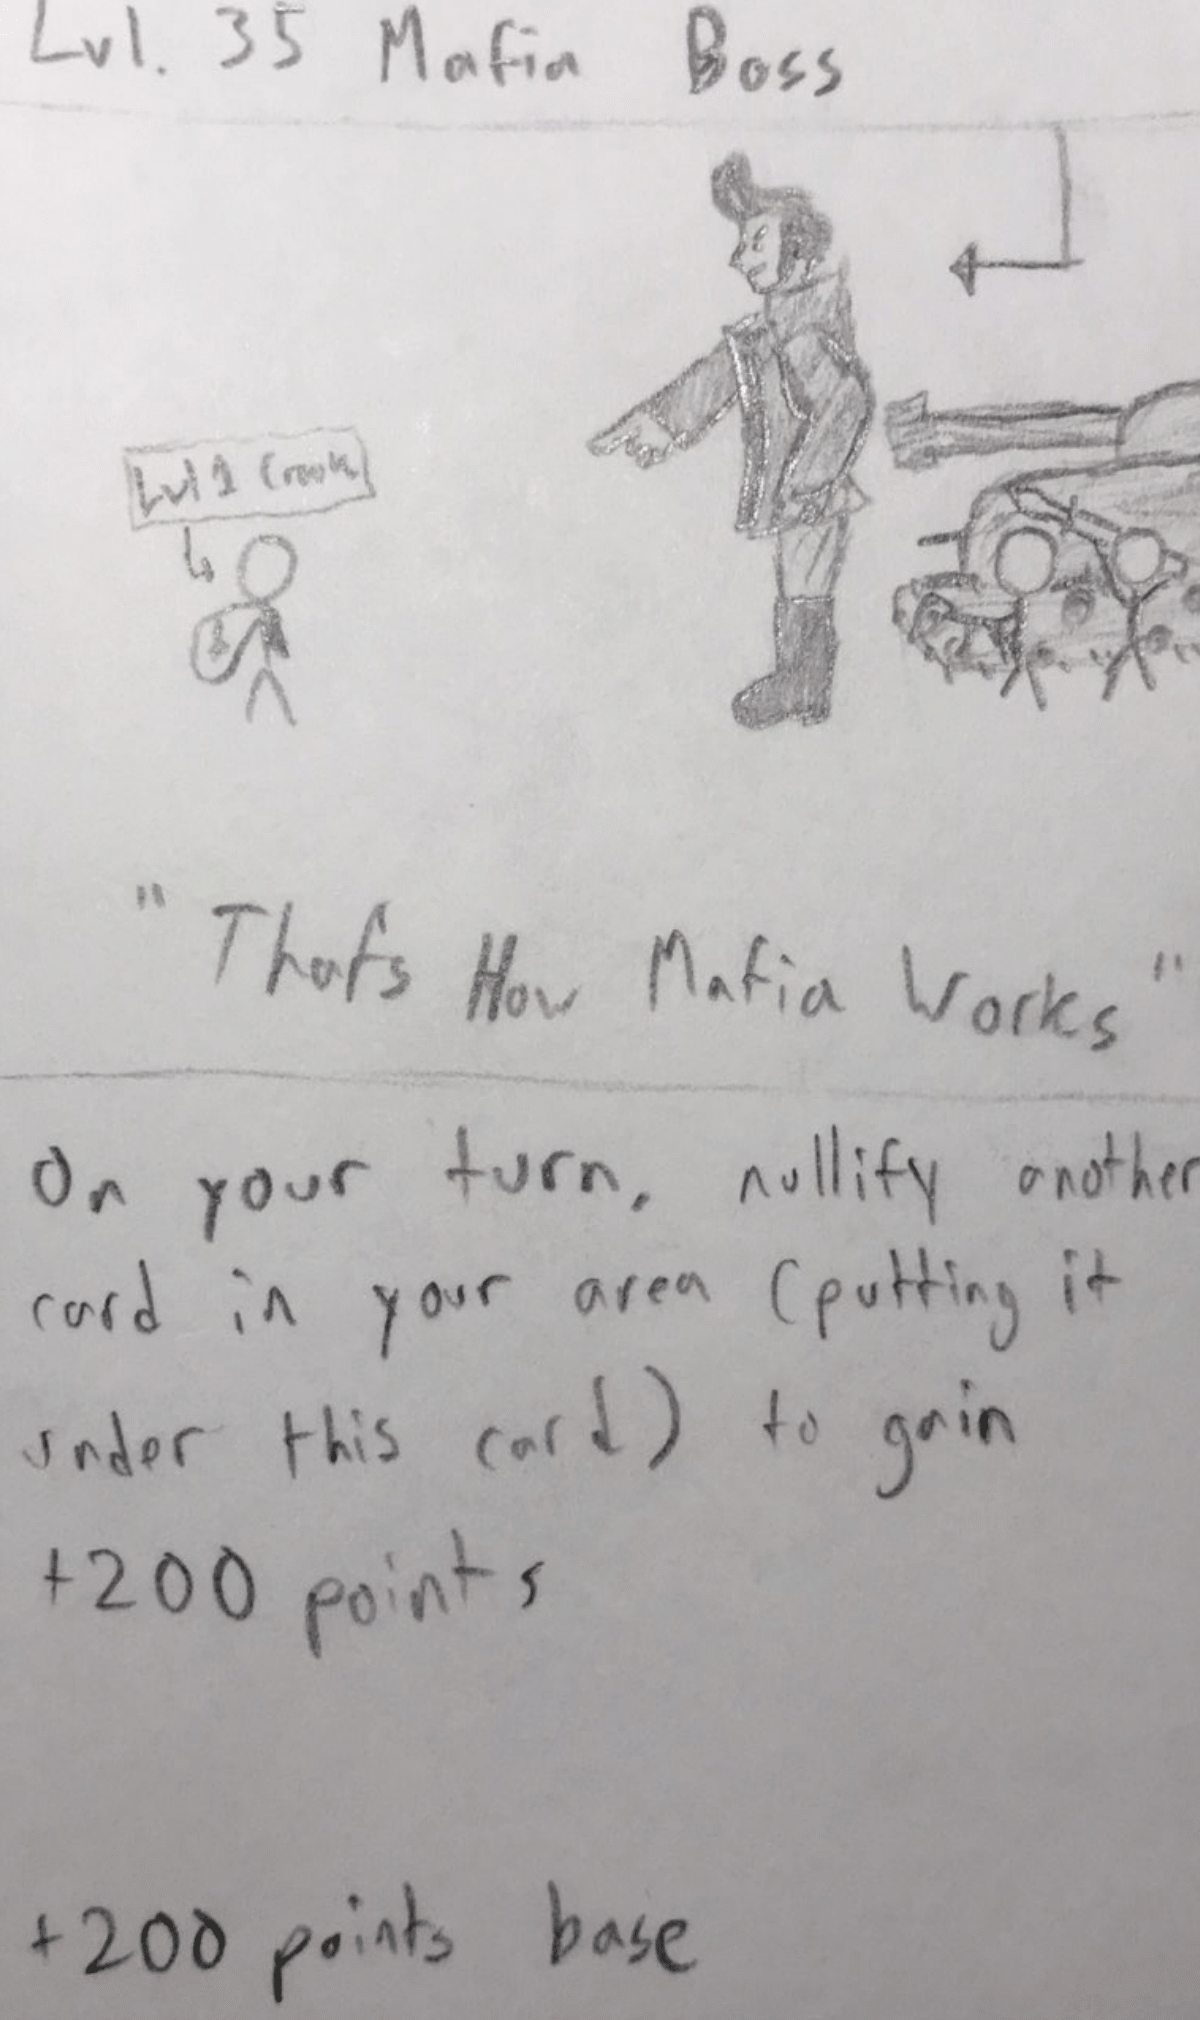 Lvl. 35 Mafia Boss
Lvl 1 Crook
"That's How Mafia Works"
On your turn, nullify another
card in your area (putting it
under this card) to gain
+200 points
+200 points base